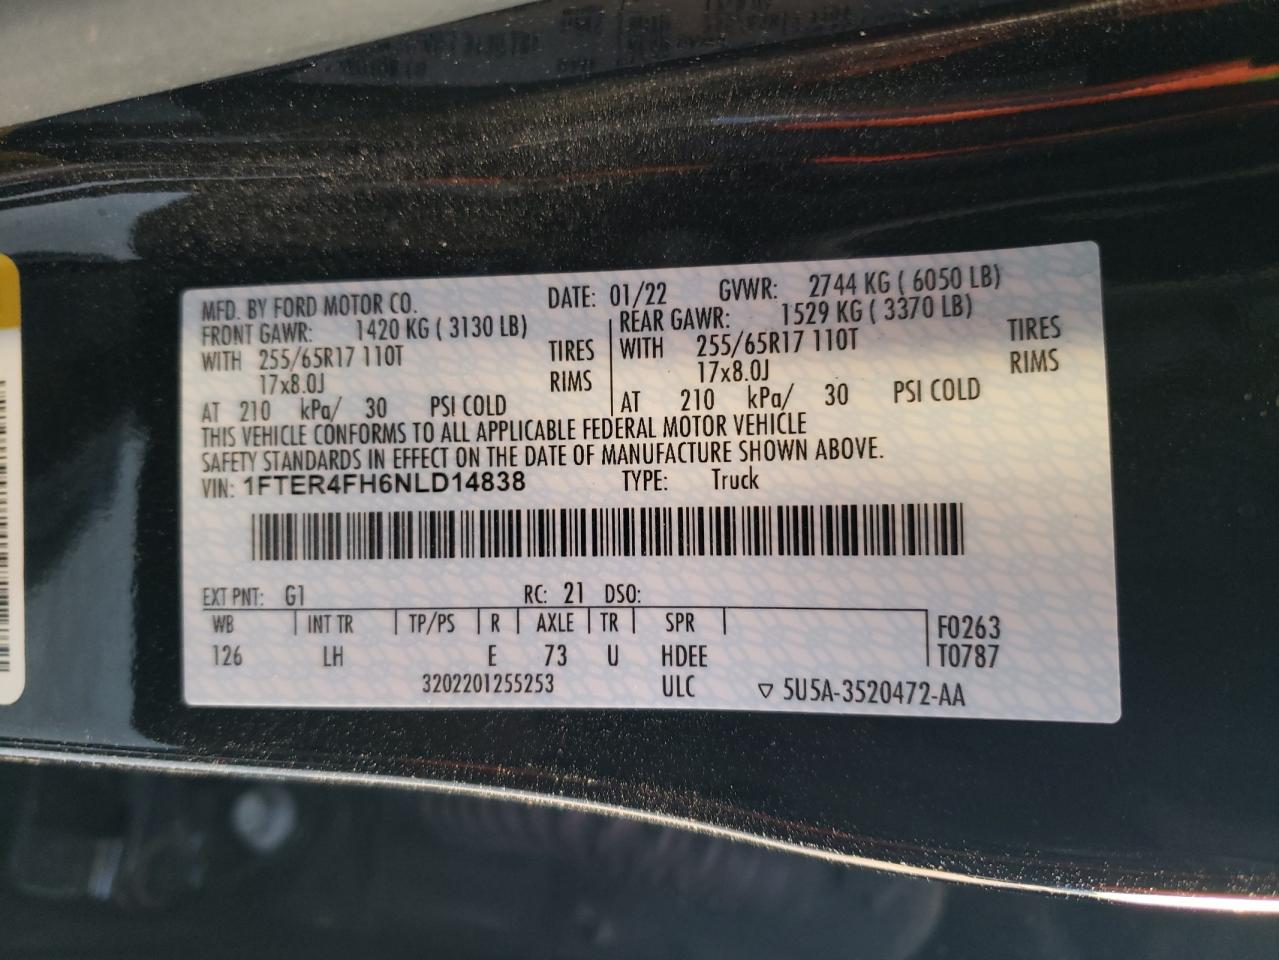 MFD. BY FORD MOTOR CO. DATE: 01/22 GVWR: 2744 KG ( 6050 LB)
FRONT GAWR: 1420 KG ( 3130 LB) REAR GAWR: 1529 KG ( 3370 LB)
WITH 255/65R17 110T TIRES WITH 255/65R17 110T TIRES
17x8.0J RIMS 17x8.0J RIMS
AT 210 kPa/ 30 PSI COLD AT 210 kPa/ 30 PSI COLD
THIS VEHICLE CONFORMS TO ALL APPLICABLE FEDERAL MOTOR VEHICLE
SAFETY STANDARDS IN EFFECT ON THE DATE OF MANUFACTURE SHOWN ABOVE.
VIN: 1FTER4FH6NLD14838 TYPE: Truck
EXT PNT: G1 RC: 21 DSO:
WB INT TR TP/PS R AXLE TR SPR F0263
126 LH E 73 U HDEE T0787
3202201255253 ULC ▽ 5U5A-3520472-AA